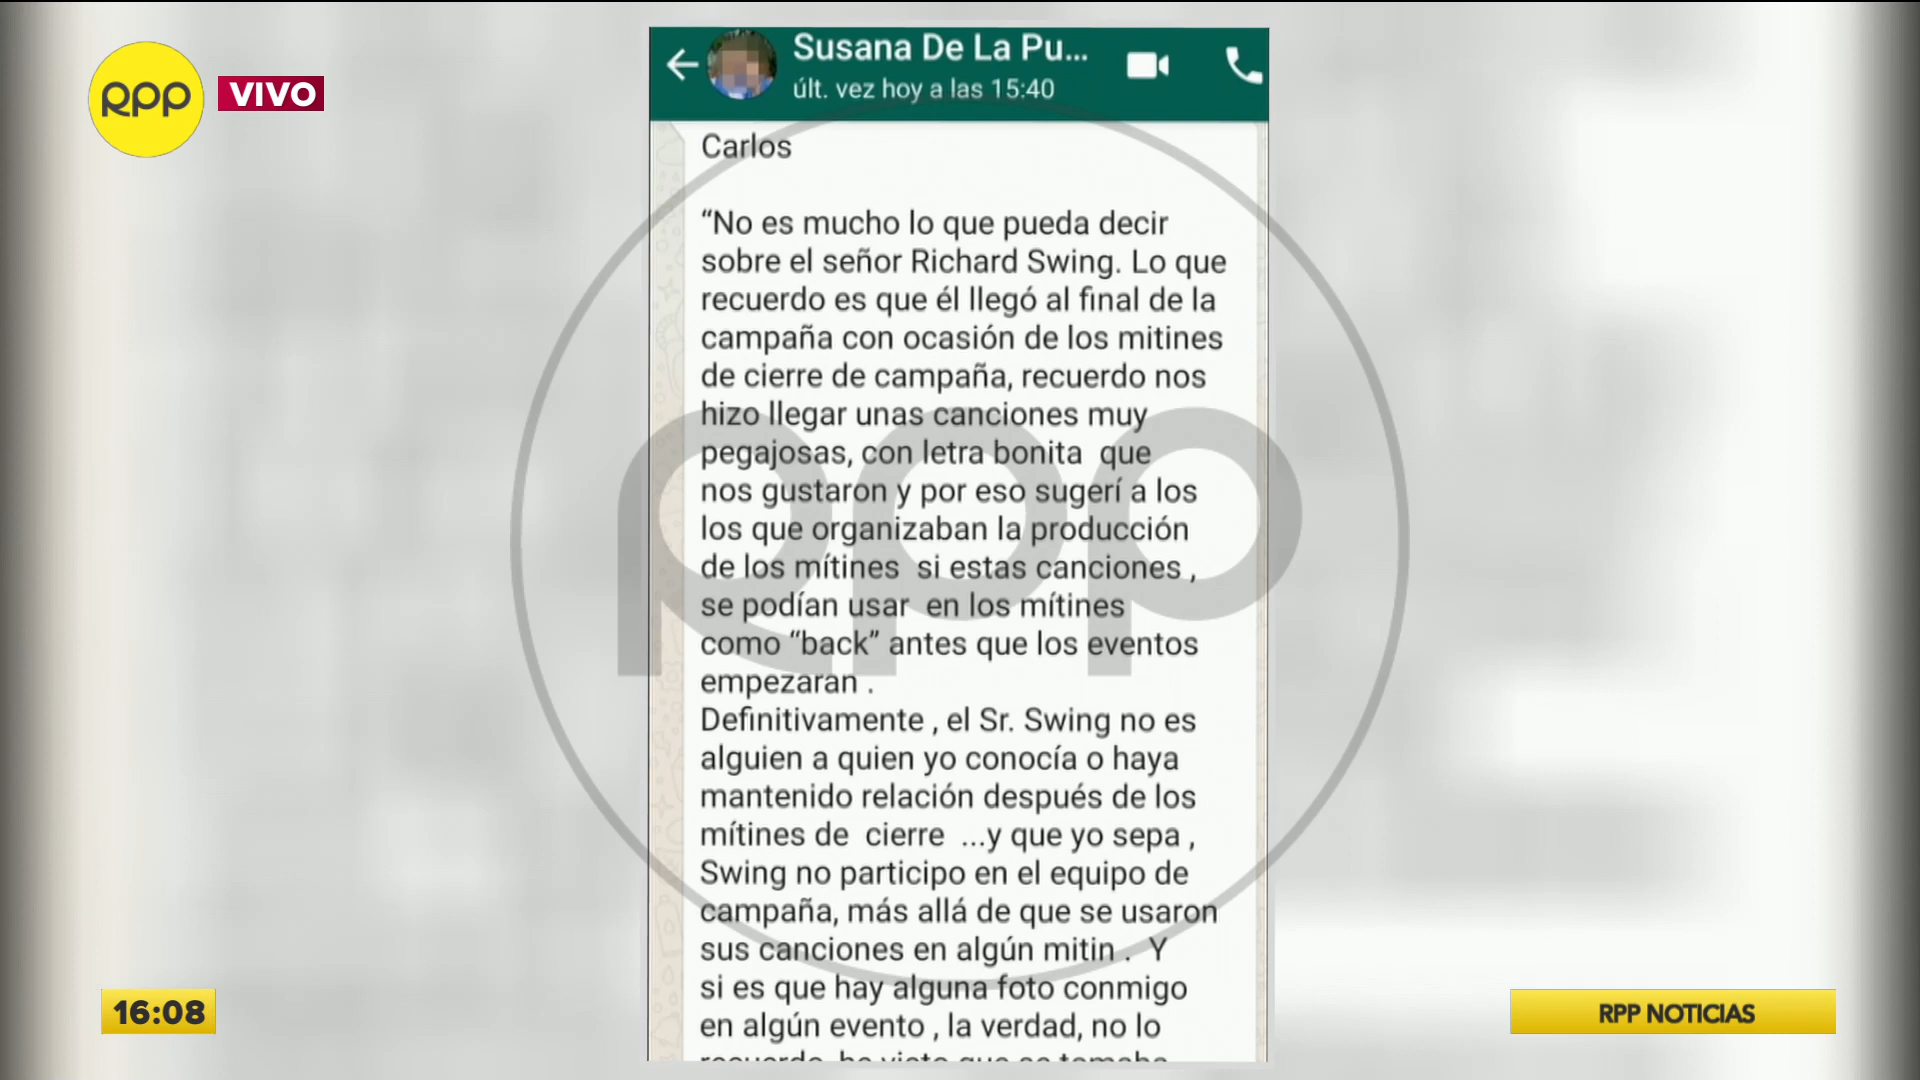 rpp
VIVO
Susana De La Pu...
últ. vez hoy a las 15:40
Carlos
“No es mucho lo que pueda decir
sobre el señor Richard Swing. Lo que
recuerdo es que él llegó al final de la
campaña con ocasión de los mitines
de cierre de campaña, recuerdo nos
hizo llegar unas canciones muy
pegajosas, con letra bonita  que
nos gustaron y por eso sugerí a los
los que organizaban la producción
de los mítines  si estas canciones ,
se podían usar  en los mítines
como “back” antes que los eventos
empezaran .
Definitivamente , el Sr. Swing no es
alguien a quien yo conocía o haya
mantenido relación después de los
mítines de  cierre  ...y que yo sepa ,
Swing no participo en el equipo de
campaña, más allá de que se usaron
sus canciones en algún mitin .  Y
si es que hay alguna foto conmigo
en algún evento , la verdad, no lo
recuerdo, he visto que se tomaba
rpp
16:08
RPP NOTICIAS